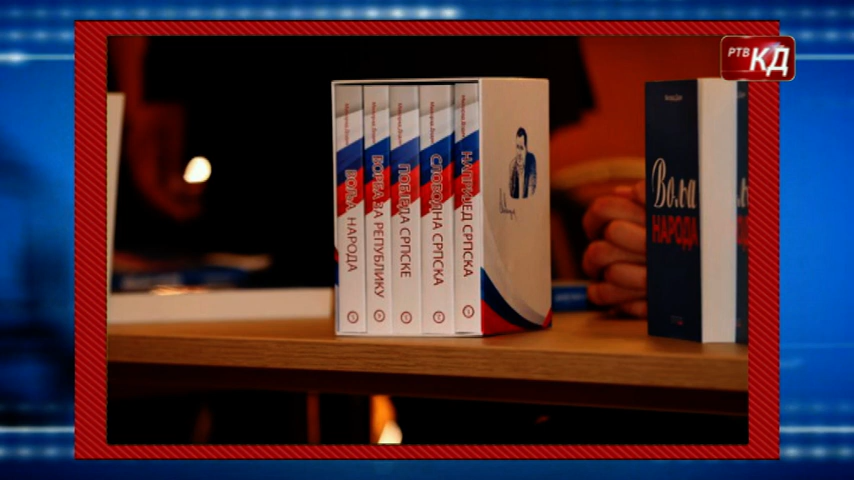 РТВ КД
ВОЉА НАРОДА
БОРБА ЗА РЕПУБЛИКУ
ПОБЈЕДА СРПСКЕ
СЛОБОДНА СРПСКА
НАПРИЈЕД СРПСКА
Воља
НАРОДА